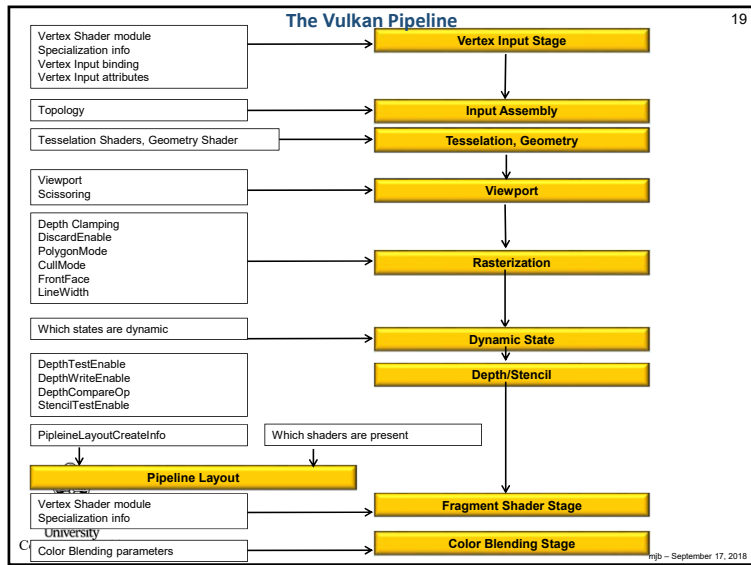 The Vulkan Pipeline
19
Vertex Shader module
Specialization info
Vertex Input binding
Vertex Input attributes
Vertex Input Stage
Topology
Input Assembly
Tesselation Shaders, Geometry Shader
Tesselation, Geometry
Viewport
Scissoring
Viewport
Depth Clamping
DiscardEnable
PolygonMode
CullMode
FrontFace
LineWidth
Rasterization
Which states are dynamic
Dynamic State
DepthTestEnable
DepthWriteEnable
DepthCompareOp
StencilTestEnable
Depth/Stencil
PipleineLayoutCreateInfo
Which shaders are present
Pipeline Layout
Vertex Shader module
Specialization info
Fragment Shader Stage
University
Color Blending parameters
Color Blending Stage
mjb – September 17, 2018